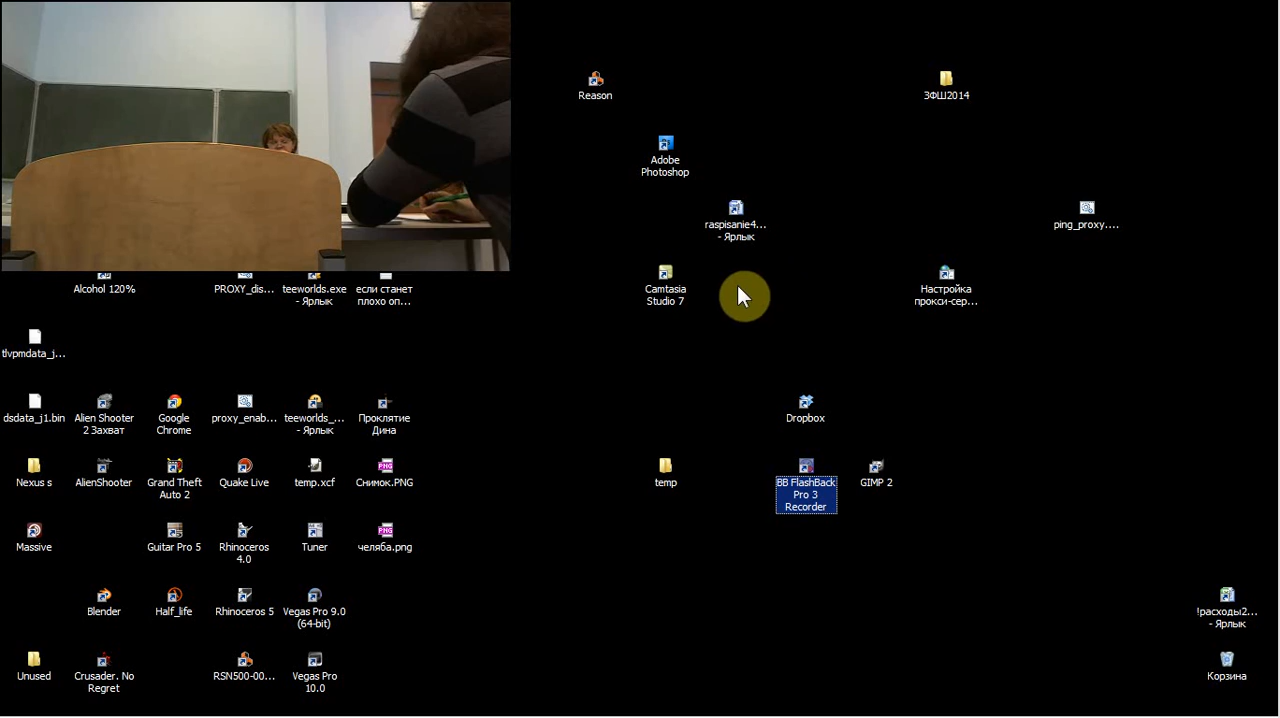 Reason
ЗФШ2014
Adobe
Photoshop
raspisanie4...
- Ярлык
ping_proxy....
Alcohol 120%
PROXY_dis...
teeworlds.exe
- Ярлык
если станет
плохо оп...
Camtasia
Studio 7
Настройка
прокси-сер...
tlvpmdata_j...
dsdata_j1.bin
Alien Shooter
2 Захват
Google
Chrome
proxy_enab...
teeworlds_...
- Ярлык
Проклятие
Дина
Dropbox
Nexus s
AlienShooter
Grand Theft
Auto 2
Quake Live
temp.xcf
PNG
Снимок.PNG
temp
BB FlashBack
Pro 3
Recorder
GIMP 2
Massive
Guitar Pro 5
Rhinoceros
4.0
Tuner
PNG
челяба.png
Blender
Half_life
Rhinoceros 5
Vegas Pro 9.0
(64-bit)
!расходы2...
- Ярлык
Unused
Crusader. No
Regret
RSN500-00...
Vegas Pro
10.0
Корзина